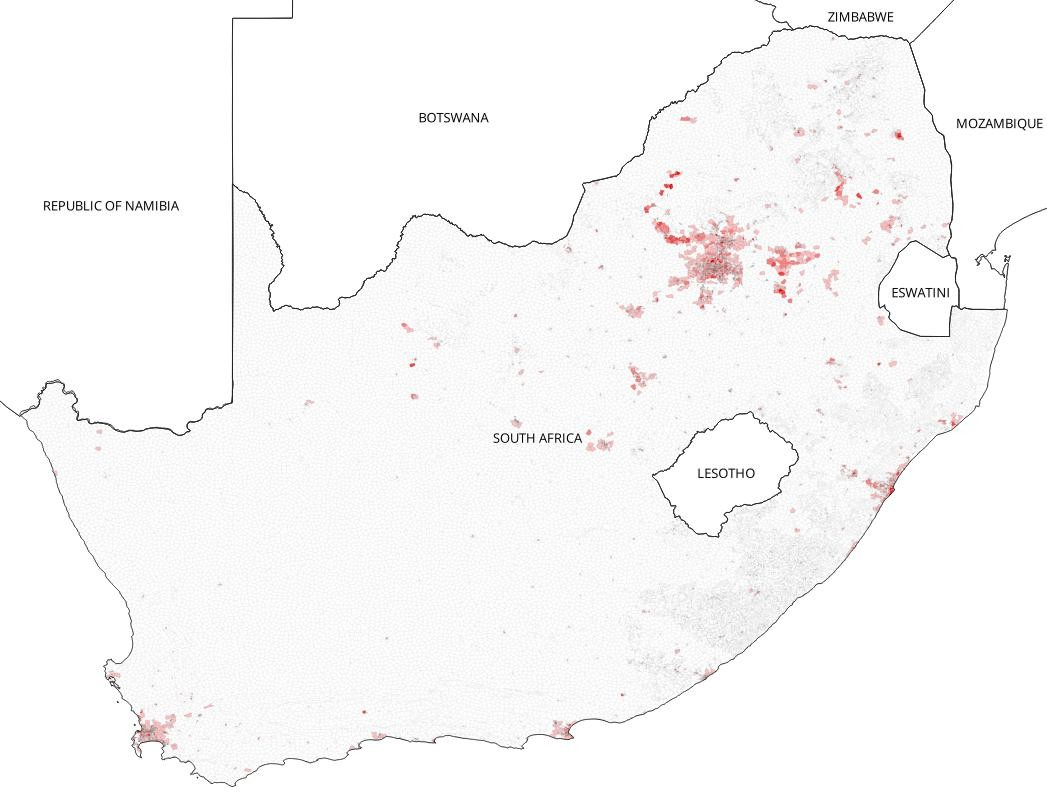 ZIMBABWE
BOTSWANA
MOZAMBIQUE
REPUBLIC OF NAMIBIA
ESWATINI
SOUTH AFRICA
LESOTHO